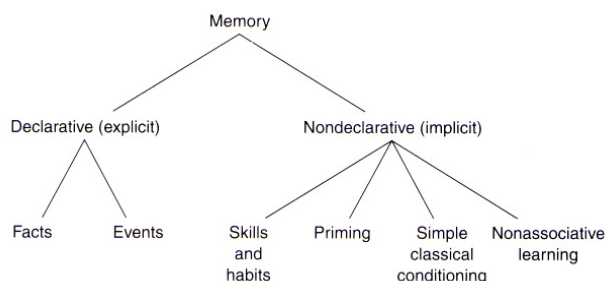 Memory
Declarative (explicit)
Nondeclarative (implicit)
Facts
Events
Skills
and
habits
Priming
Simple
classical
conditioning
Nonassociative
learning